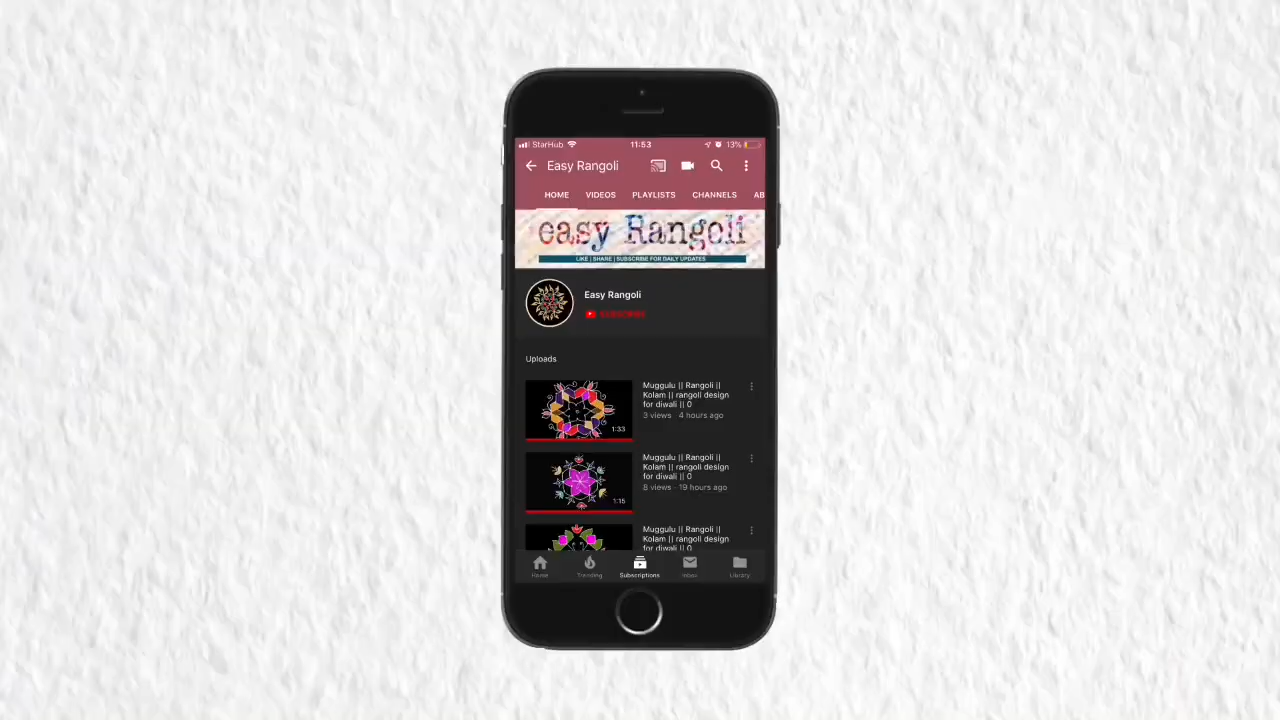 StarHub
11:53
13%
Easy Rangoli
HOME VIDEOS PLAYLISTS CHANNELS AB
easy Rangoli
LIKE | SHARE | SUBSCRIBE FOR DAILY UPDATES
Easy Rangoli
SUBSCRIBE
Uploads
Muggulu || Rangoli ||
Kolam || rangoli design
for diwali || 0
3 views · 4 hours ago
1:33
Muggulu || Rangoli ||
Kolam || rangoli design
for diwali || 0
8 views · 19 hours ago
1:15
Muggulu || Rangoli ||
Kolam || rangoli design
for diwali || 0
Home Trending Subscriptions Inbox Library